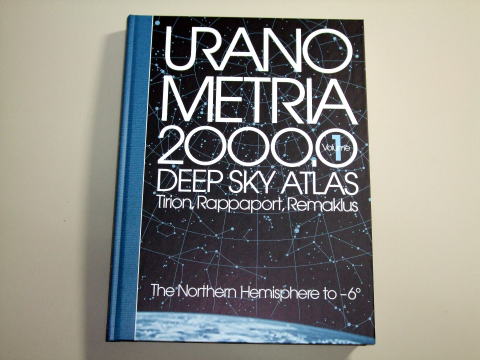 URANO
METRIA
2000.0
Volume 1
DEEP SKY ATLAS
Tirion, Rappaport, Remaklus
The Northern Hemisphere to -6°